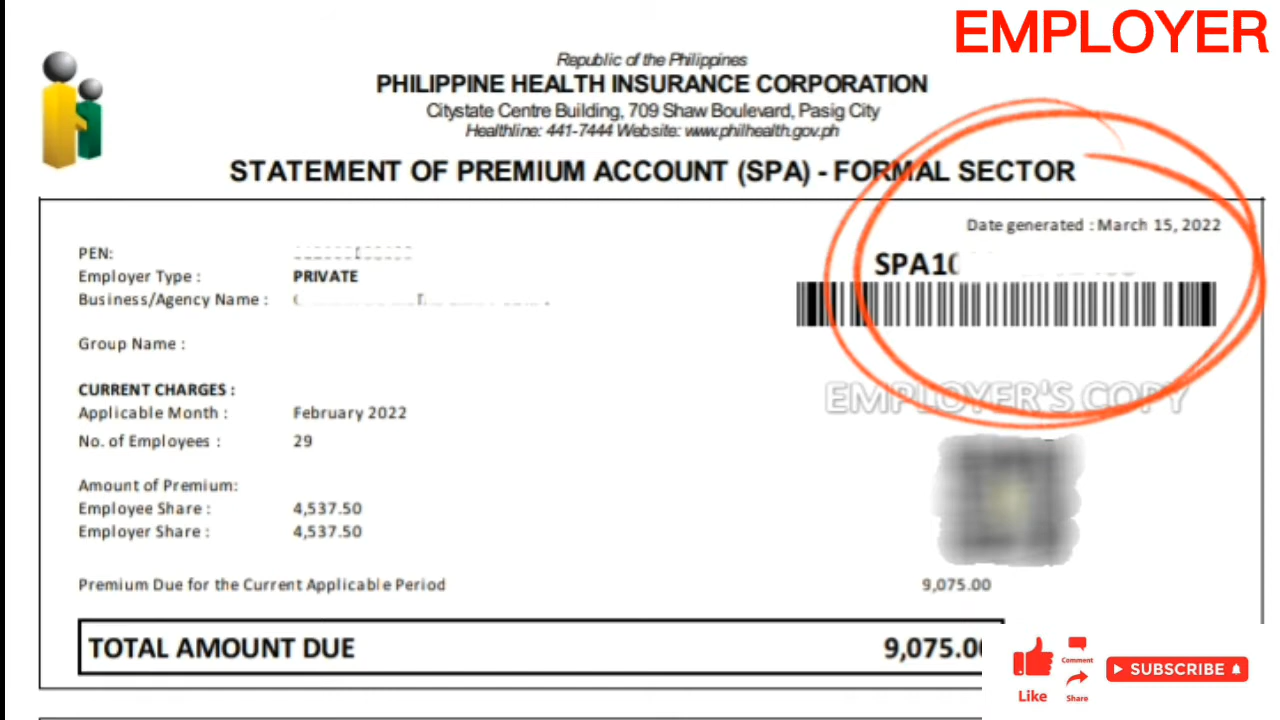 EMPLOYER
Republic of the Philippines
PHILIPPINE HEALTH INSURANCE CORPORATION
Citystate Centre Building, 709 Shaw Boulevard, Pasig City
Healthline: 441-7444 Website: www.philhealth.gov.ph
STATEMENT OF PREMIUM ACCOUNT (SPA) - FORMAL SECTOR
Date generated : March 15, 2022
SPA10
PEN:
Employer Type : PRIVATE
Business/Agency Name :
Group Name :
EMPLOYER'S COPY
CURRENT CHARGES :
Applicable Month : February 2022
No. of Employees : 29
Amount of Premium:
Employee Share : 4,537.50
Employer Share : 4,537.50
Premium Due for the Current Applicable Period 9,075.00
TOTAL AMOUNT DUE 9,075.00
Like
Comment
Share
SUBSCRIBE